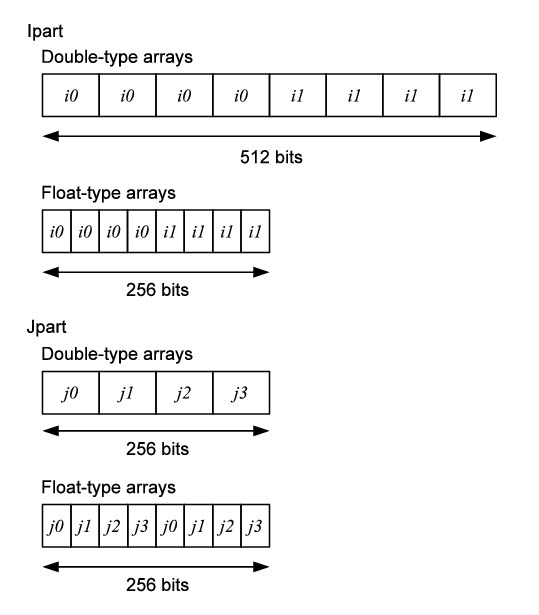 Ipart
Double-type arrays
i0 i0 i0 i0 i1 i1 i1 i1
512 bits
Float-type arrays
i0 i0 i0 i0 i1 i1 i1 i1
256 bits
Jpart
Double-type arrays
j0 j1 j2 j3
256 bits
Float-type arrays
j0 j1 j2 j3 j0 j1 j2 j3
256 bits